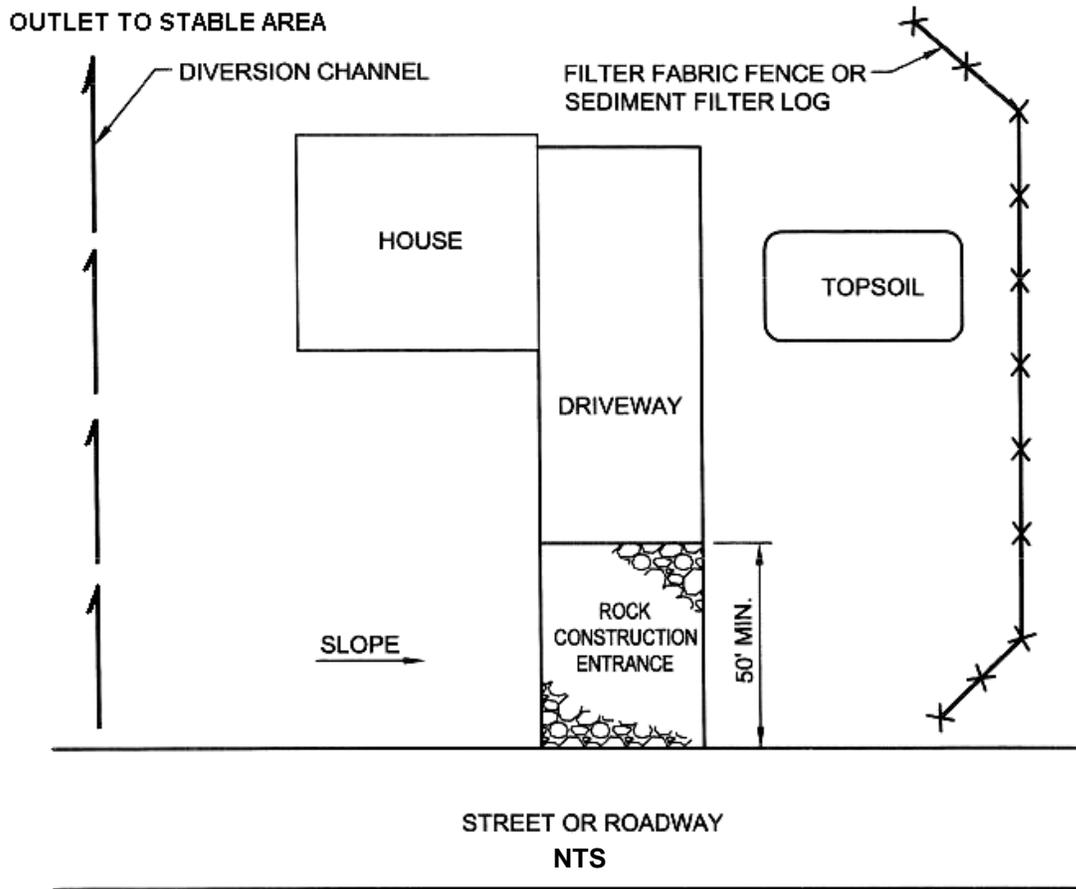 OUTLET TO STABLE AREA
DIVERSION CHANNEL
FILTER FABRIC FENCE OR
SEDIMENT FILTER LOG
HOUSE
TOPSOIL
DRIVEWAY
ROCK
CONSTRUCTION
ENTRANCE
50' MIN.
SLOPE
STREET OR ROADWAY
NTS